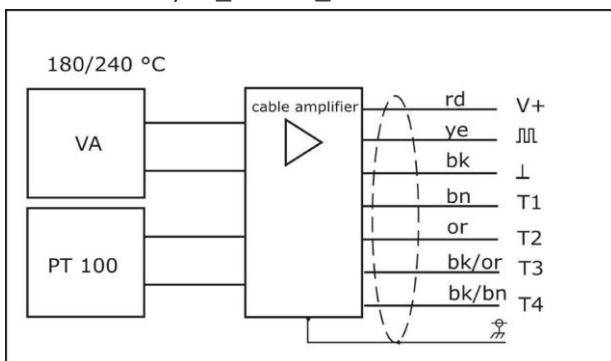 180/240 °C
VA
PT 100
cable amplifier
rd V+
ye
bk ⊥
bn T1
or T2
bk/or T3
bk/bn T4